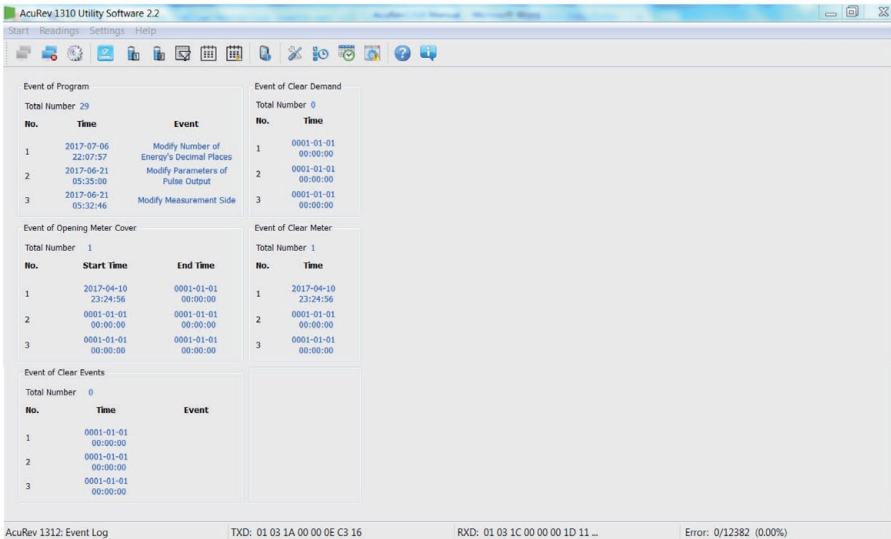 AcuRev 1310 Utility Software 2.2
Start Readings Settings Help
Event of Program
Total Number 29
No. Time Event
1 2017-07-06 22:07:57 Modify Number of Energy's Decimal Places
2 2017-06-21 05:35:00 Modify Parameters of Pulse Output
3 2017-06-21 05:32:46 Modify Measurement Side
Event of Clear Demand
Total Number 0
No. Time
1 0001-01-01 00:00:00
2 0001-01-01 00:00:00
3 0001-01-01 00:00:00
Event of Opening Meter Cover
Total Number 1
No. Start Time End Time
1 2017-04-10 23:24:56 0001-01-01 00:00:00
2 0001-01-01 00:00:00 0001-01-01 00:00:00
3 0001-01-01 00:00:00 0001-01-01 00:00:00
Event of Clear Meter
Total Number 1
No. Time
1 2017-04-10 23:24:56
2 0001-01-01 00:00:00
3 0001-01-01 00:00:00
Event of Clear Events
Total Number 0
No. Time Event
1 0001-01-01 00:00:00
2 0001-01-01 00:00:00
3 0001-01-01 00:00:00
AcuRev 1312: Event Log TXD: 01 03 1A 00 00 0E C3 16 RXD: 01 03 1C 00 00 00 1D 11 ... Error: 0/12382 (0.00%)